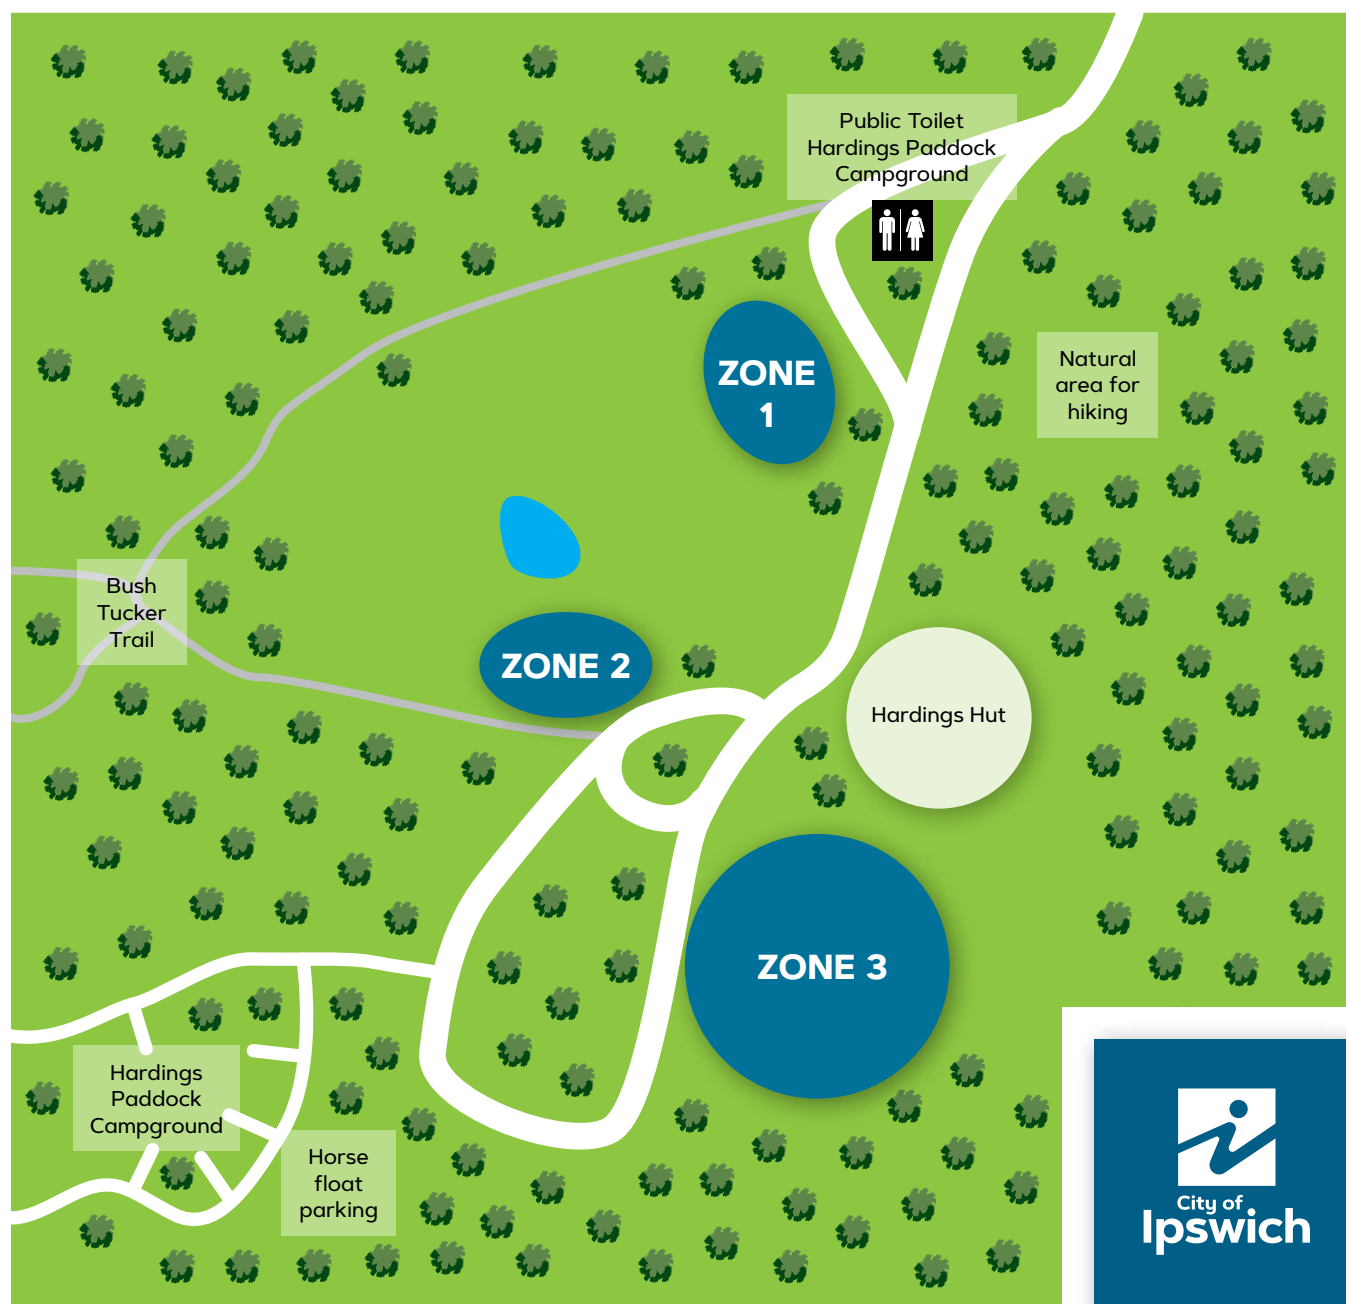 Public Toilet
Hardings Paddock
Campground
ZONE
1
Natural
area for
hiking
Bush
Tucker
Trail
ZONE 2
Hardings Hut
ZONE 3
Hardings
Paddock
Campground
Horse
float
parking
City of
Ipswich